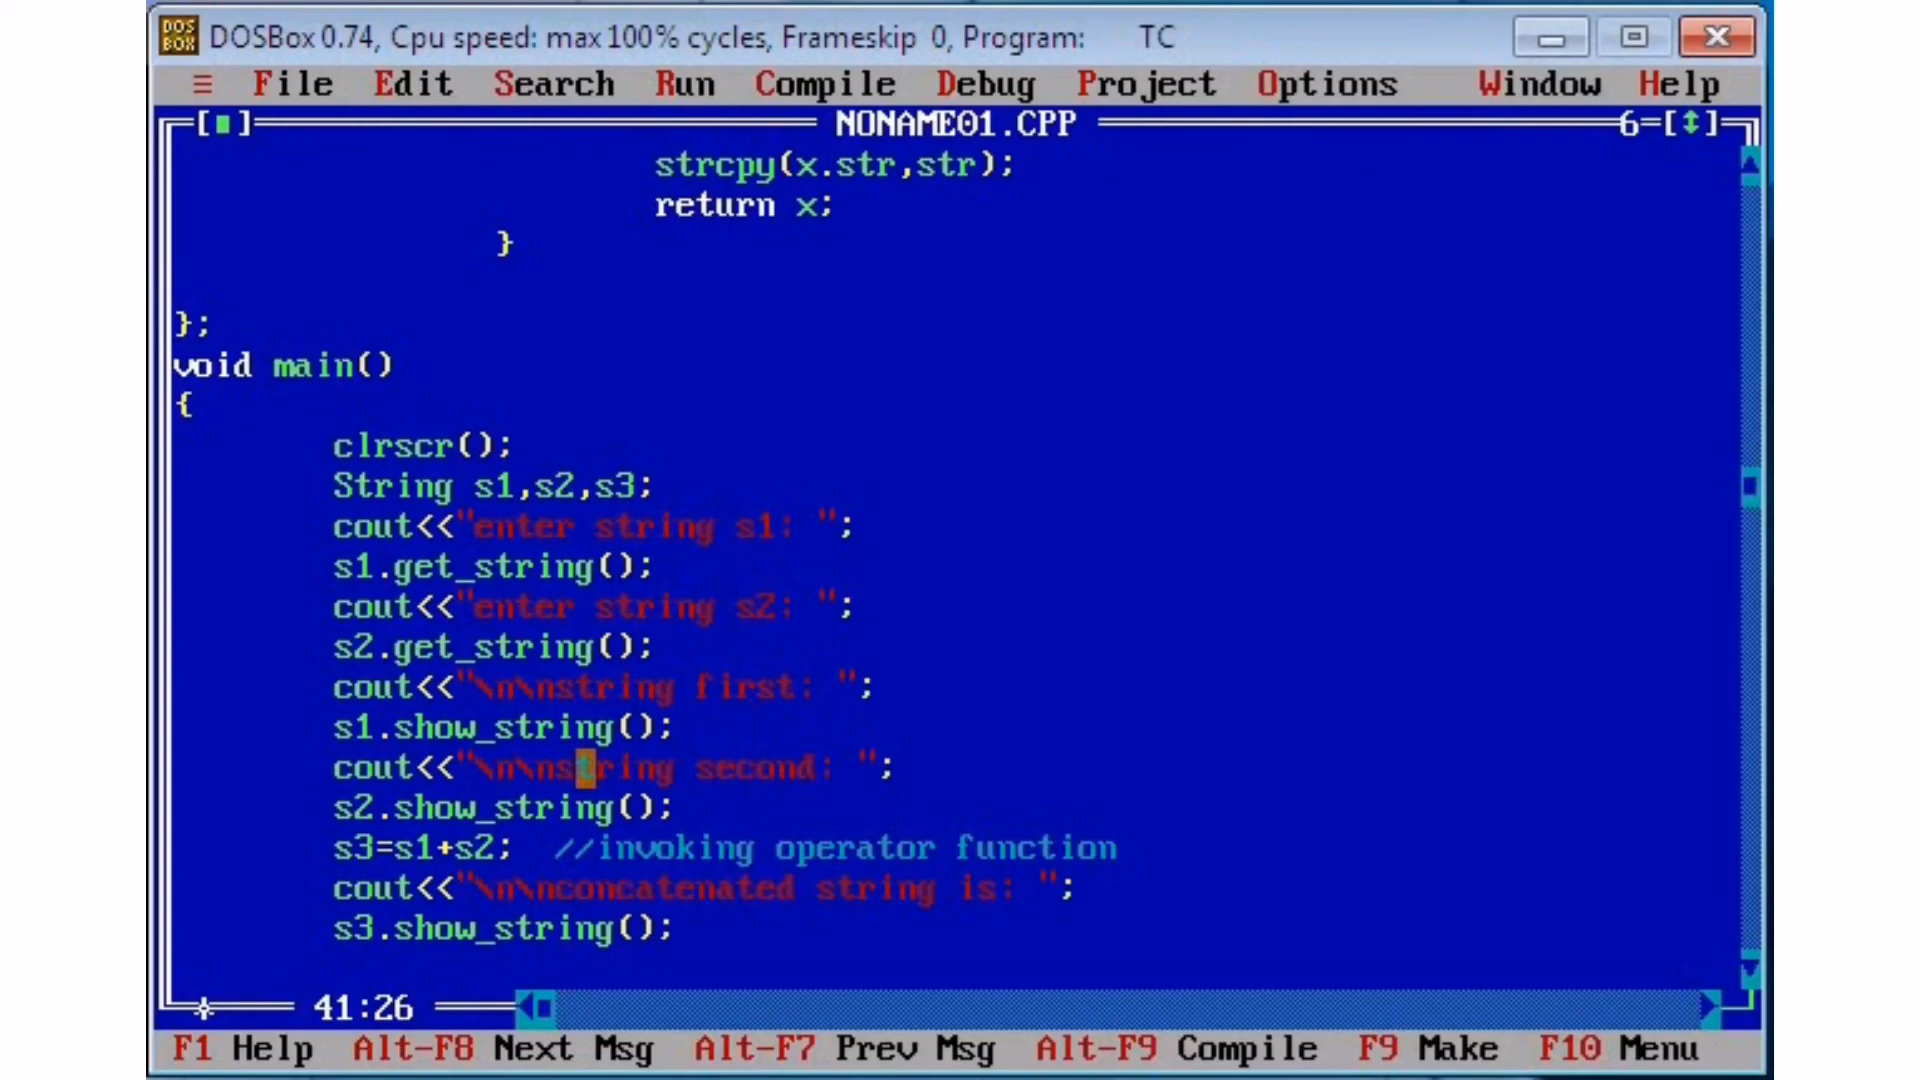 DOS BOX DOSBox 0.74, Cpu speed: max 100% cycles, Frameskip 0, Program: TC
≡ File Edit Search Run Compile Debug Project Options Window Help
[■] NONAME01.CPP 6=[↕]
strcpy(x.str,str);
return x;
}
};
void main()
{
clrscr();
String s1,s2,s3;
cout<<"enter string s1: ";
s1.get_string();
cout<<"enter string s2: ";
s2.get_string();
cout<<"\n\nstring first: ";
s1.show_string();
cout<<"\n\nstring second: ";
s2.show_string();
s3=s1+s2; //invoking operator function
cout<<"\n\nconcatenated string is: ";
s3.show_string();
41:26
F1 Help Alt-F8 Next Msg Alt-F7 Prev Msg Alt-F9 Compile F9 Make F10 Menu